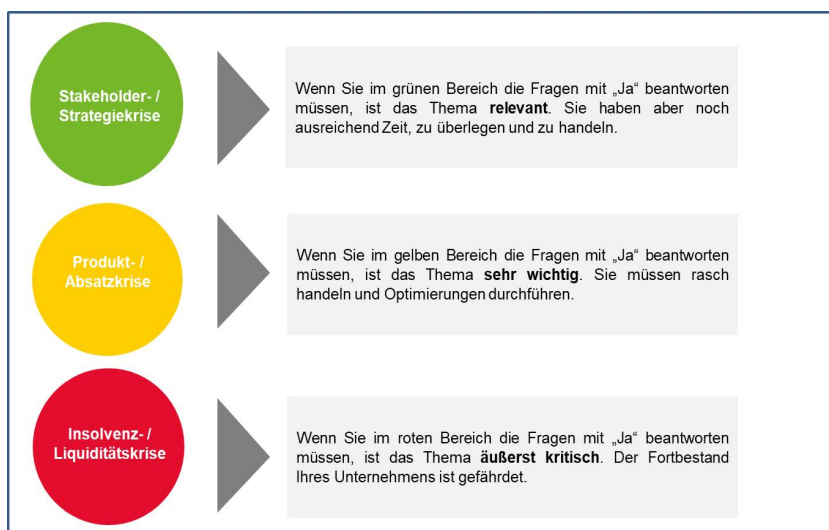 Stakeholder- /
Strategiekrise
Wenn Sie im grünen Bereich die Fragen mit „Ja“ beantworten
müssen, ist das Thema relevant. Sie haben aber noch
ausreichend Zeit, zu überlegen und zu handeln.
Produkt- /
Absatzkrise
Wenn Sie im gelben Bereich die Fragen mit „Ja“ beantworten
müssen, ist das Thema sehr wichtig. Sie müssen rasch
handeln und Optimierungen durchführen.
Insolvenz- /
Liquiditätskrise
Wenn Sie im roten Bereich die Fragen mit „Ja“ beantworten
müssen, ist das Thema äußerst kritisch. Der Fortbestand
Ihres Unternehmens ist gefährdet.